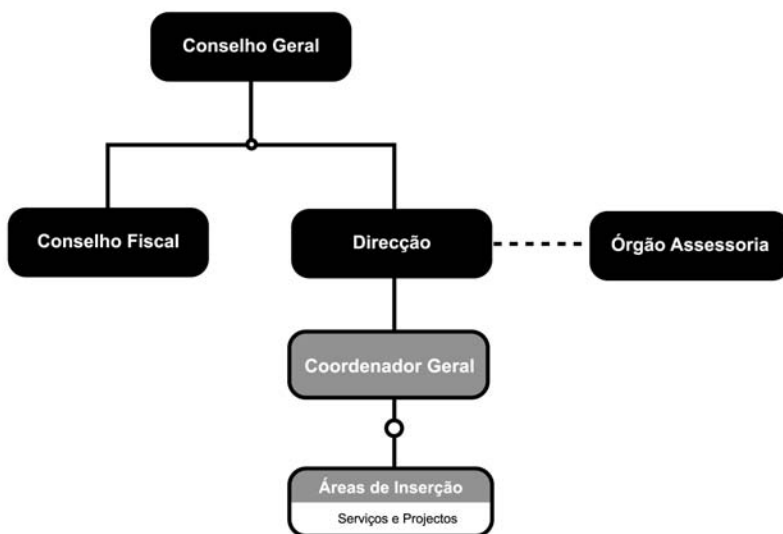 Conselho Geral
Conselho Fiscal
Direcção
Órgão Assessoria
Coordenador Geral
Áreas de Inserção
Serviços e Projectos